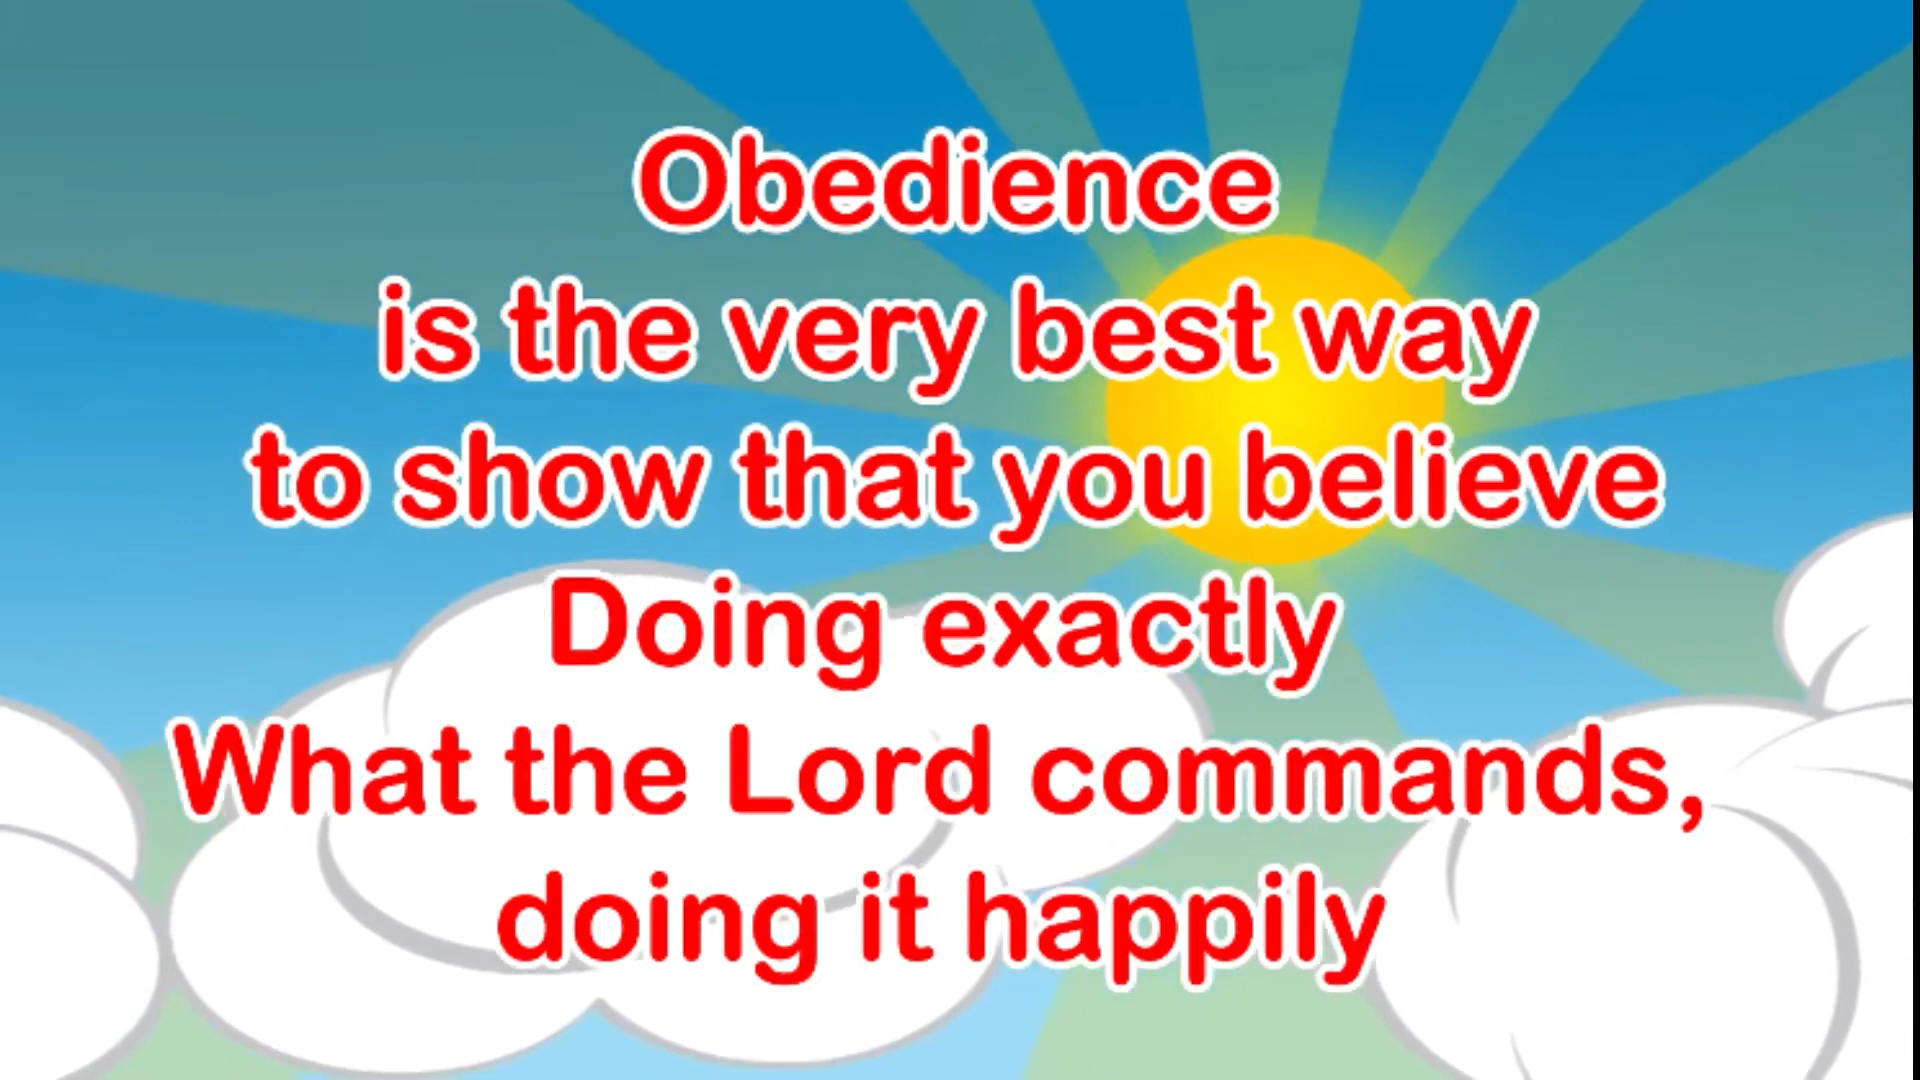 Obedience
is the very best way
to show that you believe
Doing exactly
What the Lord commands,
doing it happily